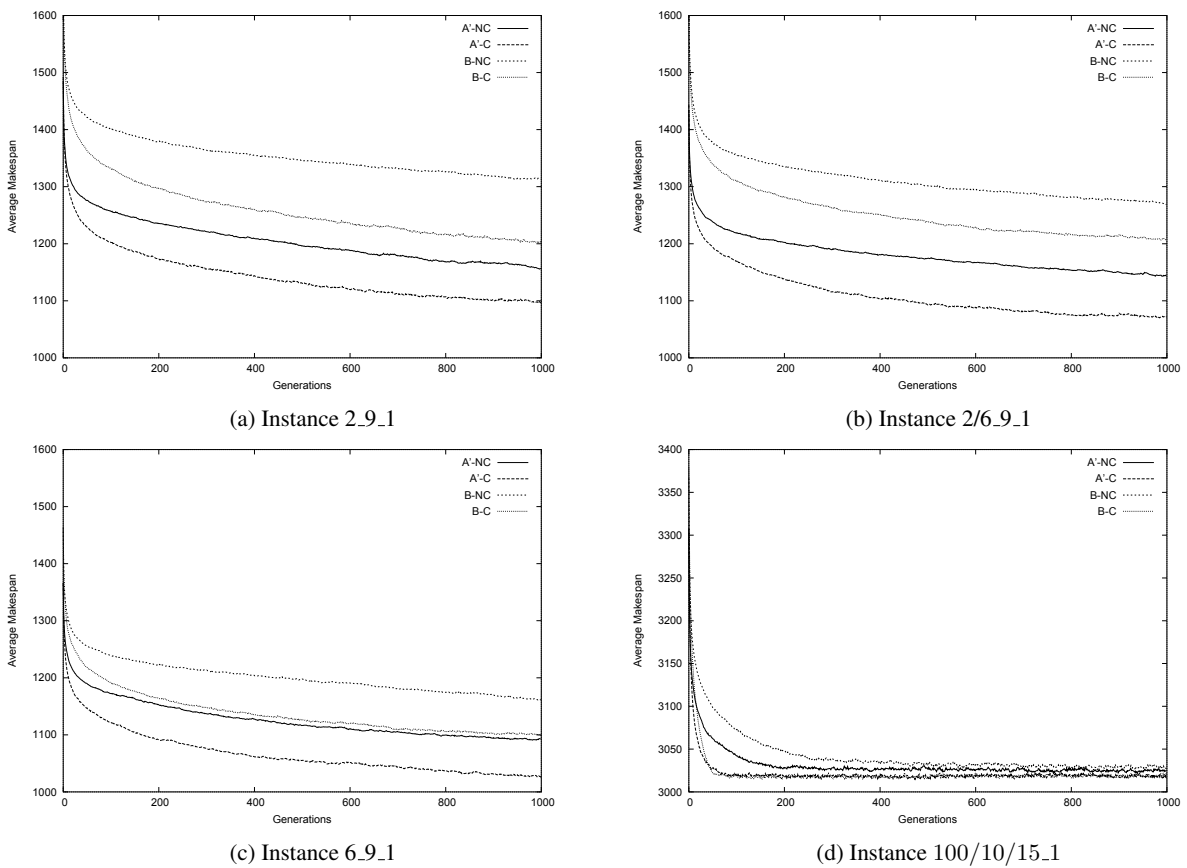 1600
1500
1400
1300
1200
1100
1000
0 200 400 600 800 1000
Average Makespan
Generations
A'-NC
A'-C
B-NC
B-C
(a) Instance 2_9_1
1600
1500
1400
1300
1200
1100
1000
0 200 400 600 800 1000
Average Makespan
Generations
A'-NC
A'-C
B-NC
B-C
(b) Instance 2/6_9_1
1600
1500
1400
1300
1200
1100
1000
0 200 400 600 800 1000
Average Makespan
Generations
A'-NC
A'-C
B-NC
B-C
(c) Instance 6_9_1
3400
3350
3300
3250
3200
3150
3100
3050
3000
0 200 400 600 800 1000
Average Makespan
Generations
A'-NC
A'-C
B-NC
B-C
(d) Instance 100/10/15_1